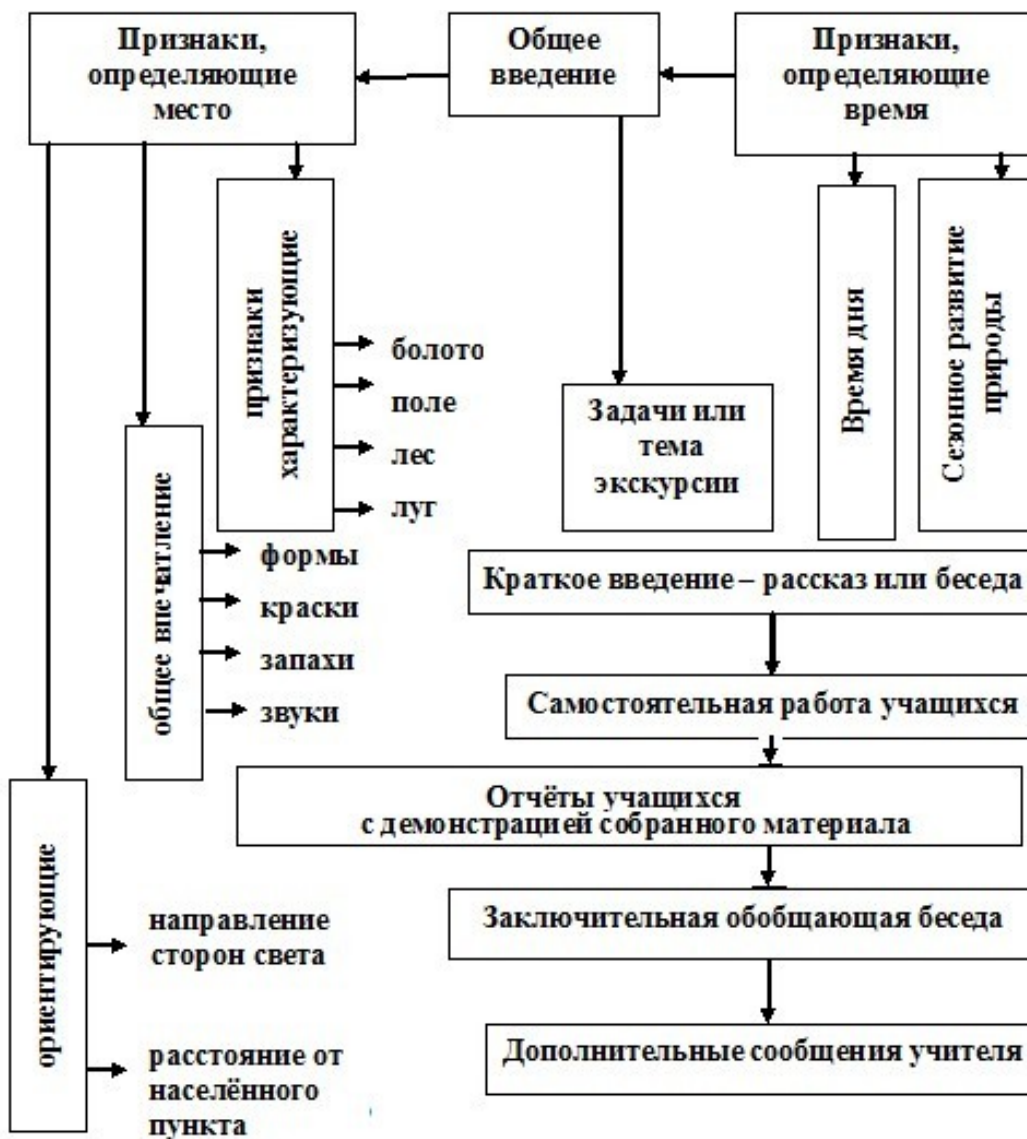 Признаки,
определяющие
место
Общее
введение
Признаки,
определяющие
время
признаки
характеризующие
болото
поле
лес
луг
Задачи или
тема
экскурсии
Время дня
Сезонное развитие
природы
общее впечатление
формы
краски
запахи
звуки
Краткое введение – рассказ или беседа
Самостоятельная работа учащихся
Отчёты учащихся
с демонстрацией собранного материала
Заключительная обобщающая беседа
Дополнительные сообщения учителя
ориентирующие
направление
сторон света
расстояние от
населённого
пункта